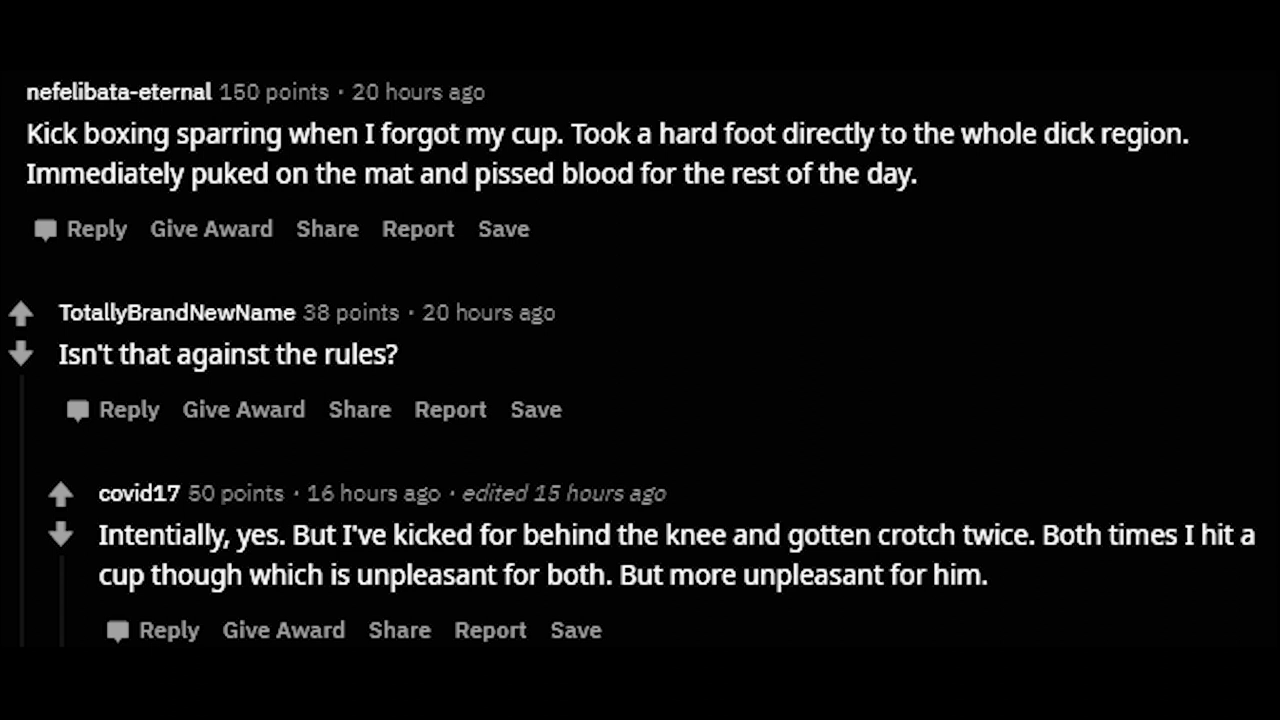 nefelibata-eternal 150 points · 20 hours ago
Kick boxing sparring when I forgot my cup. Took a hard foot directly to the whole dick region.
Immediately puked on the mat and pissed blood for the rest of the day.
Reply Give Award Share Report Save
TotallyBrandNewName 38 points · 20 hours ago
Isn't that against the rules?
Reply Give Award Share Report Save
covid17 50 points · 16 hours ago · edited 15 hours ago
Intentially, yes. But I've kicked for behind the knee and gotten crotch twice. Both times I hit a
cup though which is unpleasant for both. But more unpleasant for him.
Reply Give Award Share Report Save